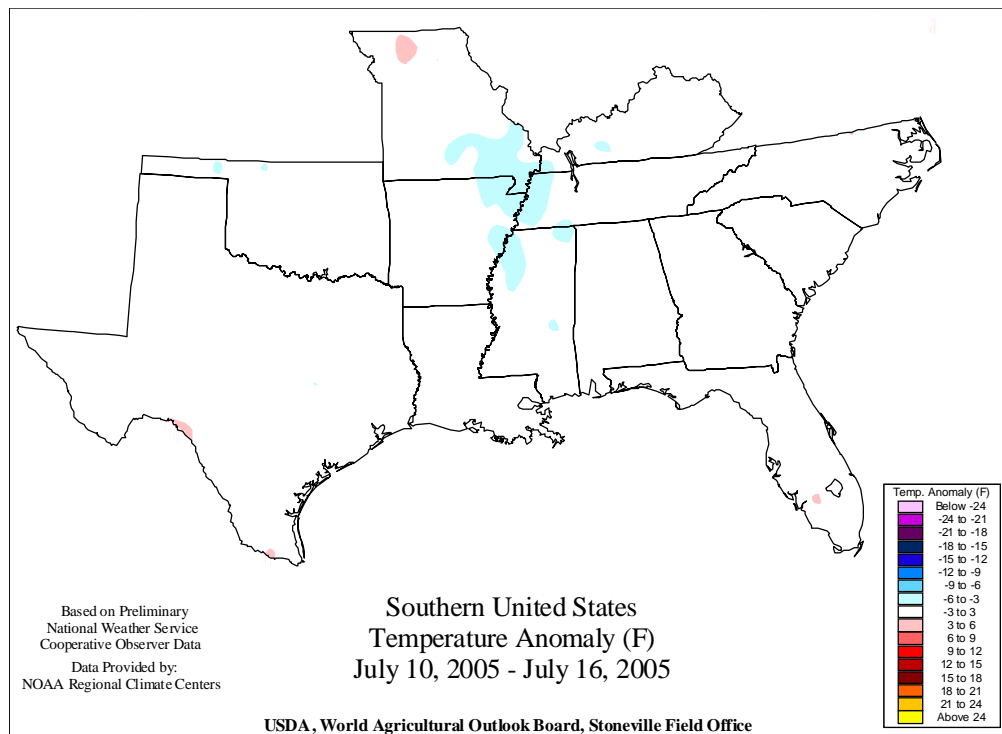 Temp. Anomaly (F)
Below -24
-24 to -21
-21 to -18
-18 to -15
-15 to -12
-12 to -9
-9 to -6
-6 to -3
-3 to 3
3 to 6
6 to 9
9 to 12
12 to 15
15 to 18
18 to 21
21 to 24
Above 24
Based on Preliminary
National Weather Service
Cooperative Observer Data
Data Provided by:
NOAA Regional Climate Centers
Southern United States
Temperature Anomaly (F)
July 10, 2005 - July 16, 2005
USDA, World Agricultural Outlook Board, Stoneville Field Office